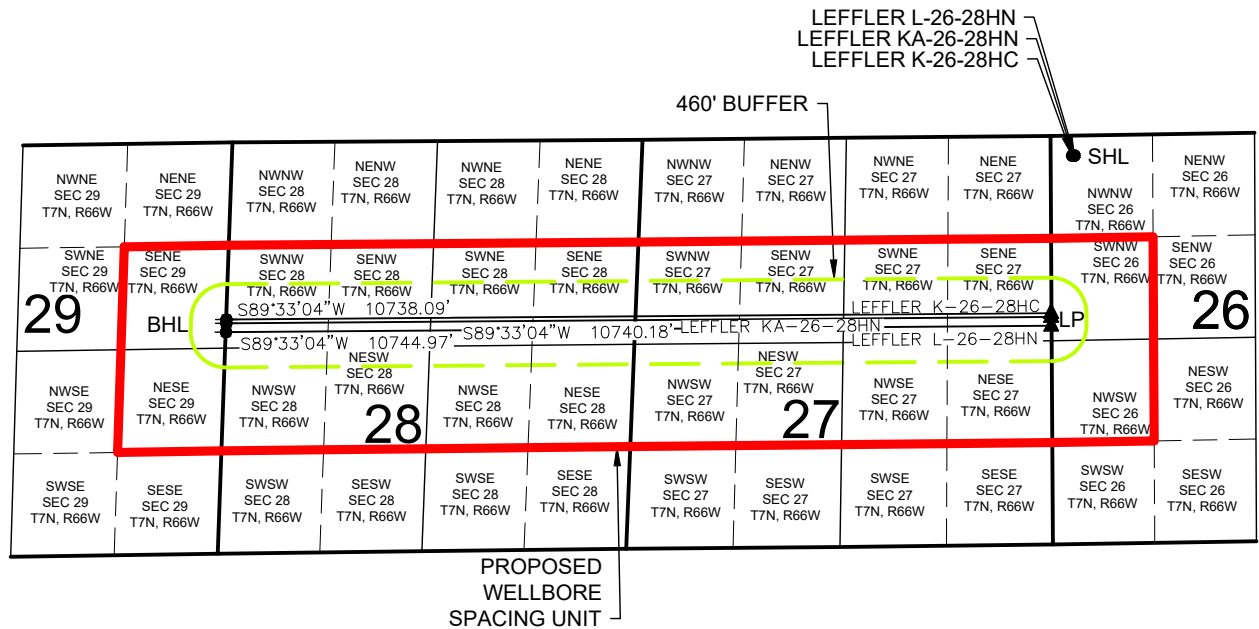 LEFFLER L-26-28HN
LEFFLER KA-26-28HN
LEFFLER K-26-28HC
460' BUFFER
SHL
NWNE
SEC 29
T7N, R66W
NENE
SEC 29
T7N, R66W
NWNW
SEC 28
T7N, R66W
NENW
SEC 28
T7N, R66W
NWNE
SEC 28
T7N, R66W
NENE
SEC 28
T7N, R66W
NWNW
SEC 27
T7N, R66W
NENW
SEC 27
T7N, R66W
NWNE
SEC 27
T7N, R66W
NENE
SEC 27
T7N, R66W
NWNW
SEC 26
T7N, R66W
NENW
SEC 26
T7N, R66W
SWNE
SEC 29
T7N, R66W
SENE
SEC 29
T7N, R66W
SWNW
SEC 28
T7N, R66W
SENW
SEC 28
T7N, R66W
SWNE
SEC 28
T7N, R66W
SENE
SEC 28
T7N, R66W
SWNW
SEC 27
T7N, R66W
SENW
SEC 27
T7N, R66W
SWNE
SEC 27
T7N, R66W
SENE
SEC 27
T7N, R66W
SWNW
SEC 26
T7N, R66W
SENW
SEC 26
T7N, R66W
29
BHL
S89°33'04"W 10738.09'
LEFFLER K-26-28HC
LP
26
S89°33'04"W 10740.18'
LEFFLER KA-26-28HN
S89°33'04"W 10744.97'
LEFFLER L-26-28HN
NWSE
SEC 29
T7N, R66W
NESE
SEC 29
T7N, R66W
NWSW
SEC 28
T7N, R66W
NESW
SEC 28
T7N, R66W
28
NWSE
SEC 28
T7N, R66W
NESE
SEC 28
T7N, R66W
NWSW
SEC 27
T7N, R66W
NESW
SEC 27
T7N, R66W
27
NWSE
SEC 27
T7N, R66W
NESE
SEC 27
T7N, R66W
NWSW
SEC 26
T7N, R66W
NESW
SEC 26
T7N, R66W
SWSE
SEC 29
T7N, R66W
SESE
SEC 29
T7N, R66W
SWSW
SEC 28
T7N, R66W
SESW
SEC 28
T7N, R66W
SWSE
SEC 28
T7N, R66W
SESE
SEC 28
T7N, R66W
SWSW
SEC 27
T7N, R66W
SESW
SEC 27
T7N, R66W
SWSE
SEC 27
T7N, R66W
SESE
SEC 27
T7N, R66W
SWSW
SEC 26
T7N, R66W
SESW
SEC 26
T7N, R66W
PROPOSED
WELLBORE
SPACING UNIT